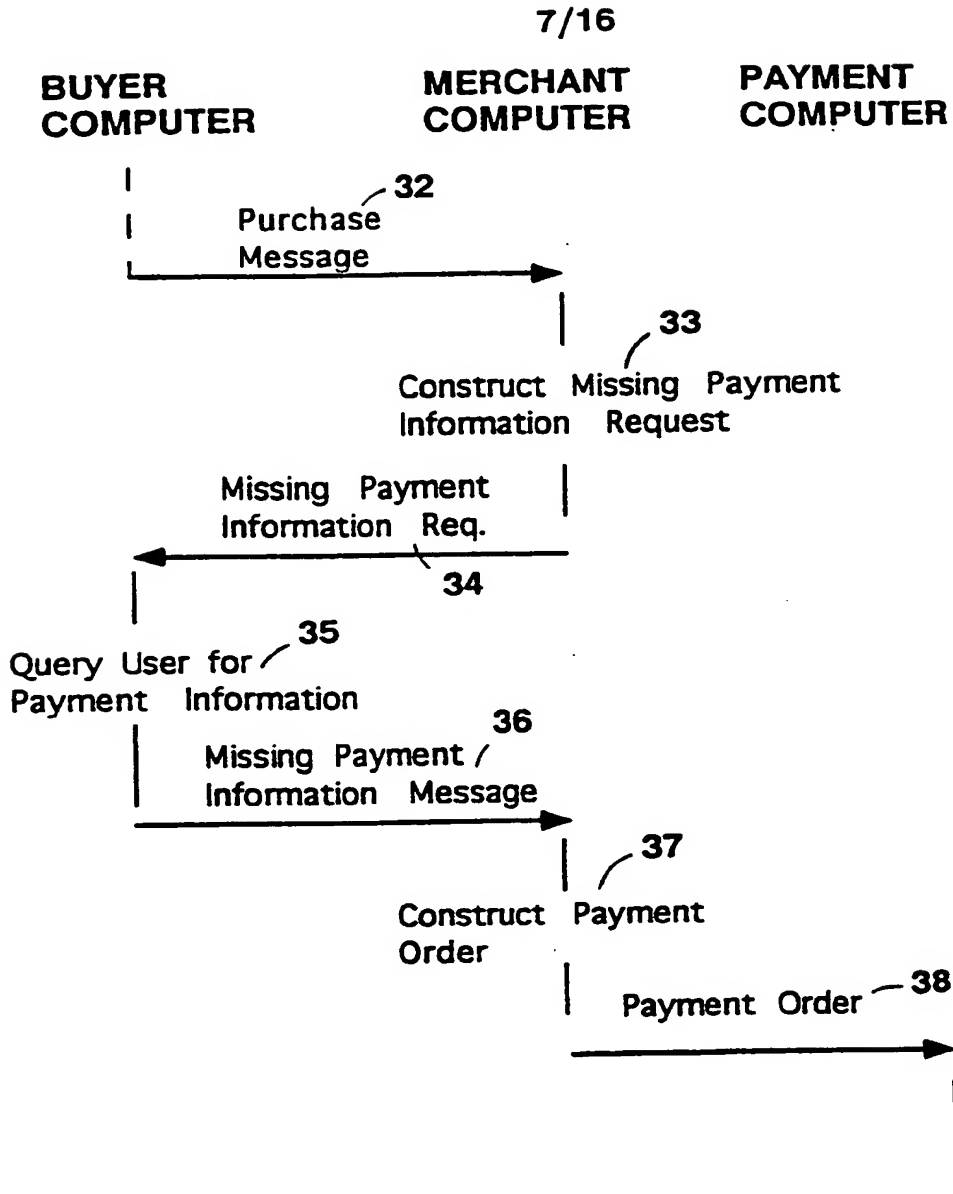 7/16
BUYER
COMPUTER
MERCHANT
COMPUTER
PAYMENT
COMPUTER
32
Purchase
Message
33
Construct Missing Payment
Information Request
Missing Payment
Information Req.
34
35
Query User for
Payment Information
36
Missing Payment
Information Message
37
Construct Payment
Order
38
Payment Order